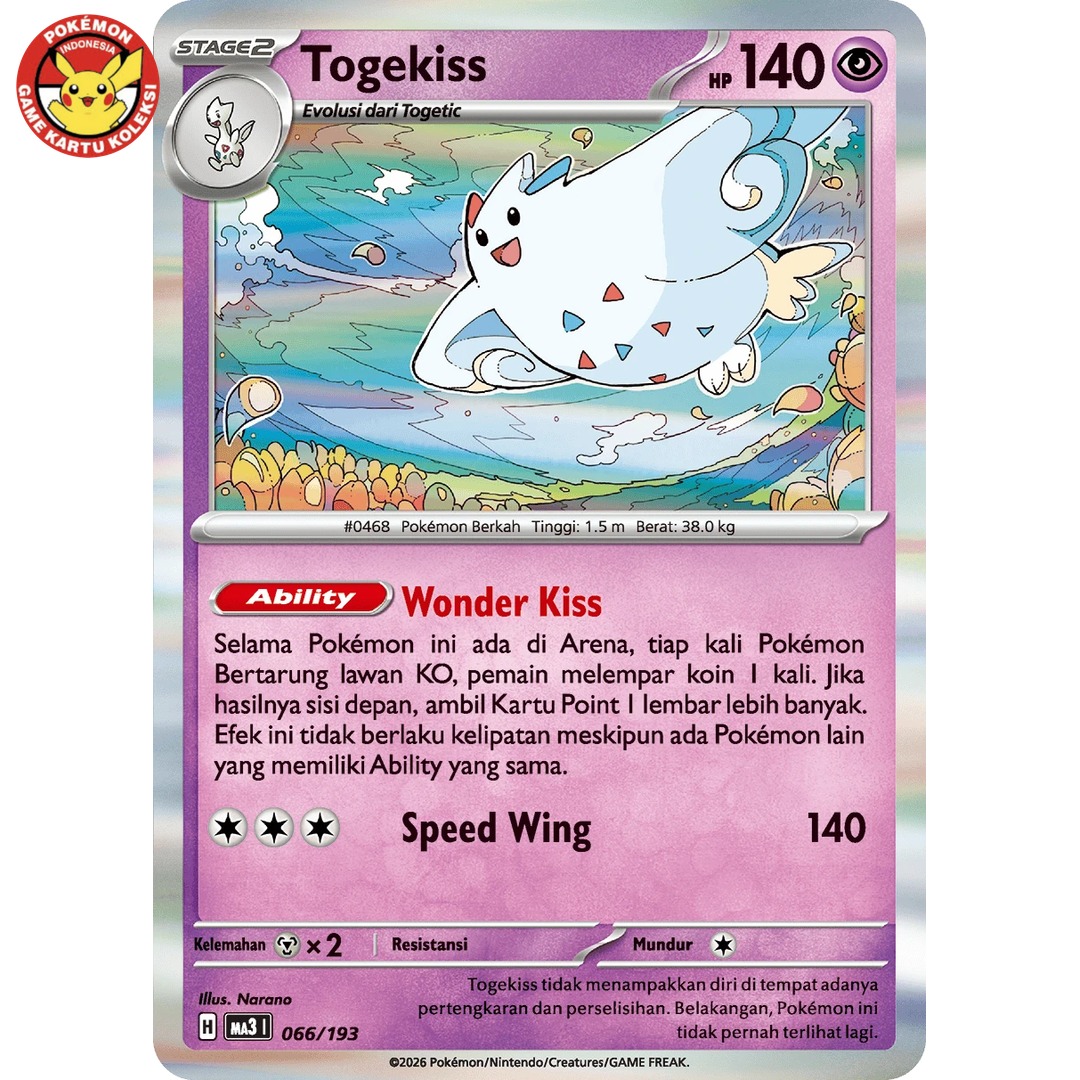 POKÉMON
INDONESIA
GAME KARTU KOLEKSI
STAGE2
Togekiss
HP 140
Evolusi dari Togetic
#0468 Pokémon Berkah Tinggi: 1.5 m Berat: 38.0 kg
Ability Wonder Kiss
Selama Pokémon ini ada di Arena, tiap kali Pokémon
Bertarung lawan KO, pemain melempar koin 1 kali. Jika
hasilnya sisi depan, ambil Kartu Point 1 lembar lebih banyak.
Efek ini tidak berlaku kelipatan meskipun ada Pokémon lain
yang memiliki Ability yang sama.
Speed Wing 140
Kelemahan ×2 Resistansi Mundur
Togekiss tidak menampakkan diri di tempat adanya
pertengkaran dan perselisihan. Belakangan, Pokémon ini
tidak pernah terlihat lagi.
Illus. Narano
H MA3 I 066/193
©2026 Pokémon/Nintendo/Creatures/GAME FREAK.